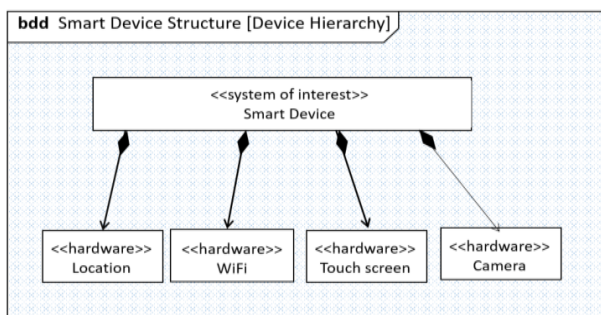 bdd Smart Device Structure [Device Hierarchy]
<<system of interest>>
Smart Device
<<hardware>>
Location
<<hardware>>
WiFi
<<hardware>>
Touch screen
<<hardware>>
Camera